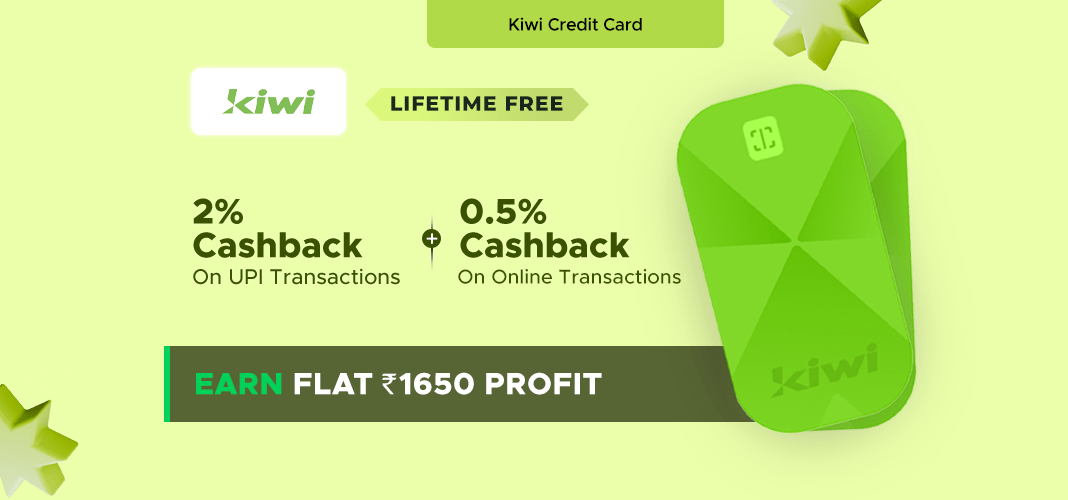 Kiwi Credit Card
kiwi
LIFETIME FREE
2%
Cashback
On UPI Transactions
+
0.5%
Cashback
On Online Transactions
EARN FLAT ₹1650 PROFIT
kiwi